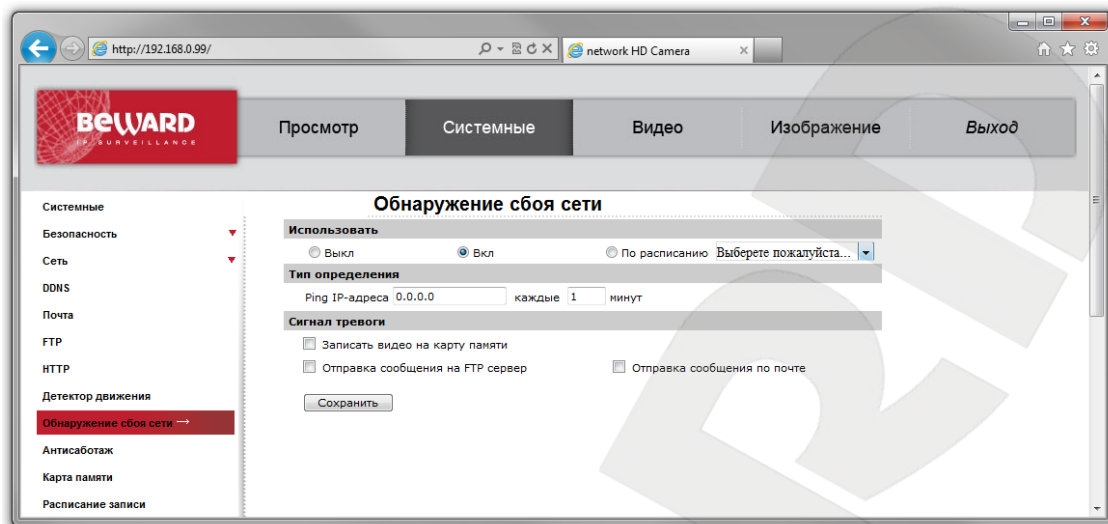 http://192.168.0.99/
network HD Camera
BEWARD
IP SURVEILLANCE
Просмотр
Системные
Видео
Изображение
Выход
Системные
Безопасность
Сеть
DDNS
Почта
FTP
HTTP
Детектор движения
Обнаружение сбоя сети →
Антисаботаж
Карта памяти
Расписание записи
Обнаружение сбоя сети
Использовать
Выкл Вкл По расписанию Выберете пожалуйста...
Тип определения
Ping IP-адреса 0.0.0.0 каждые 1 минут
Сигнал тревоги
Записать видео на карту памяти
Отправка сообщения на FTP сервер Отправка сообщения по почте
Сохранить